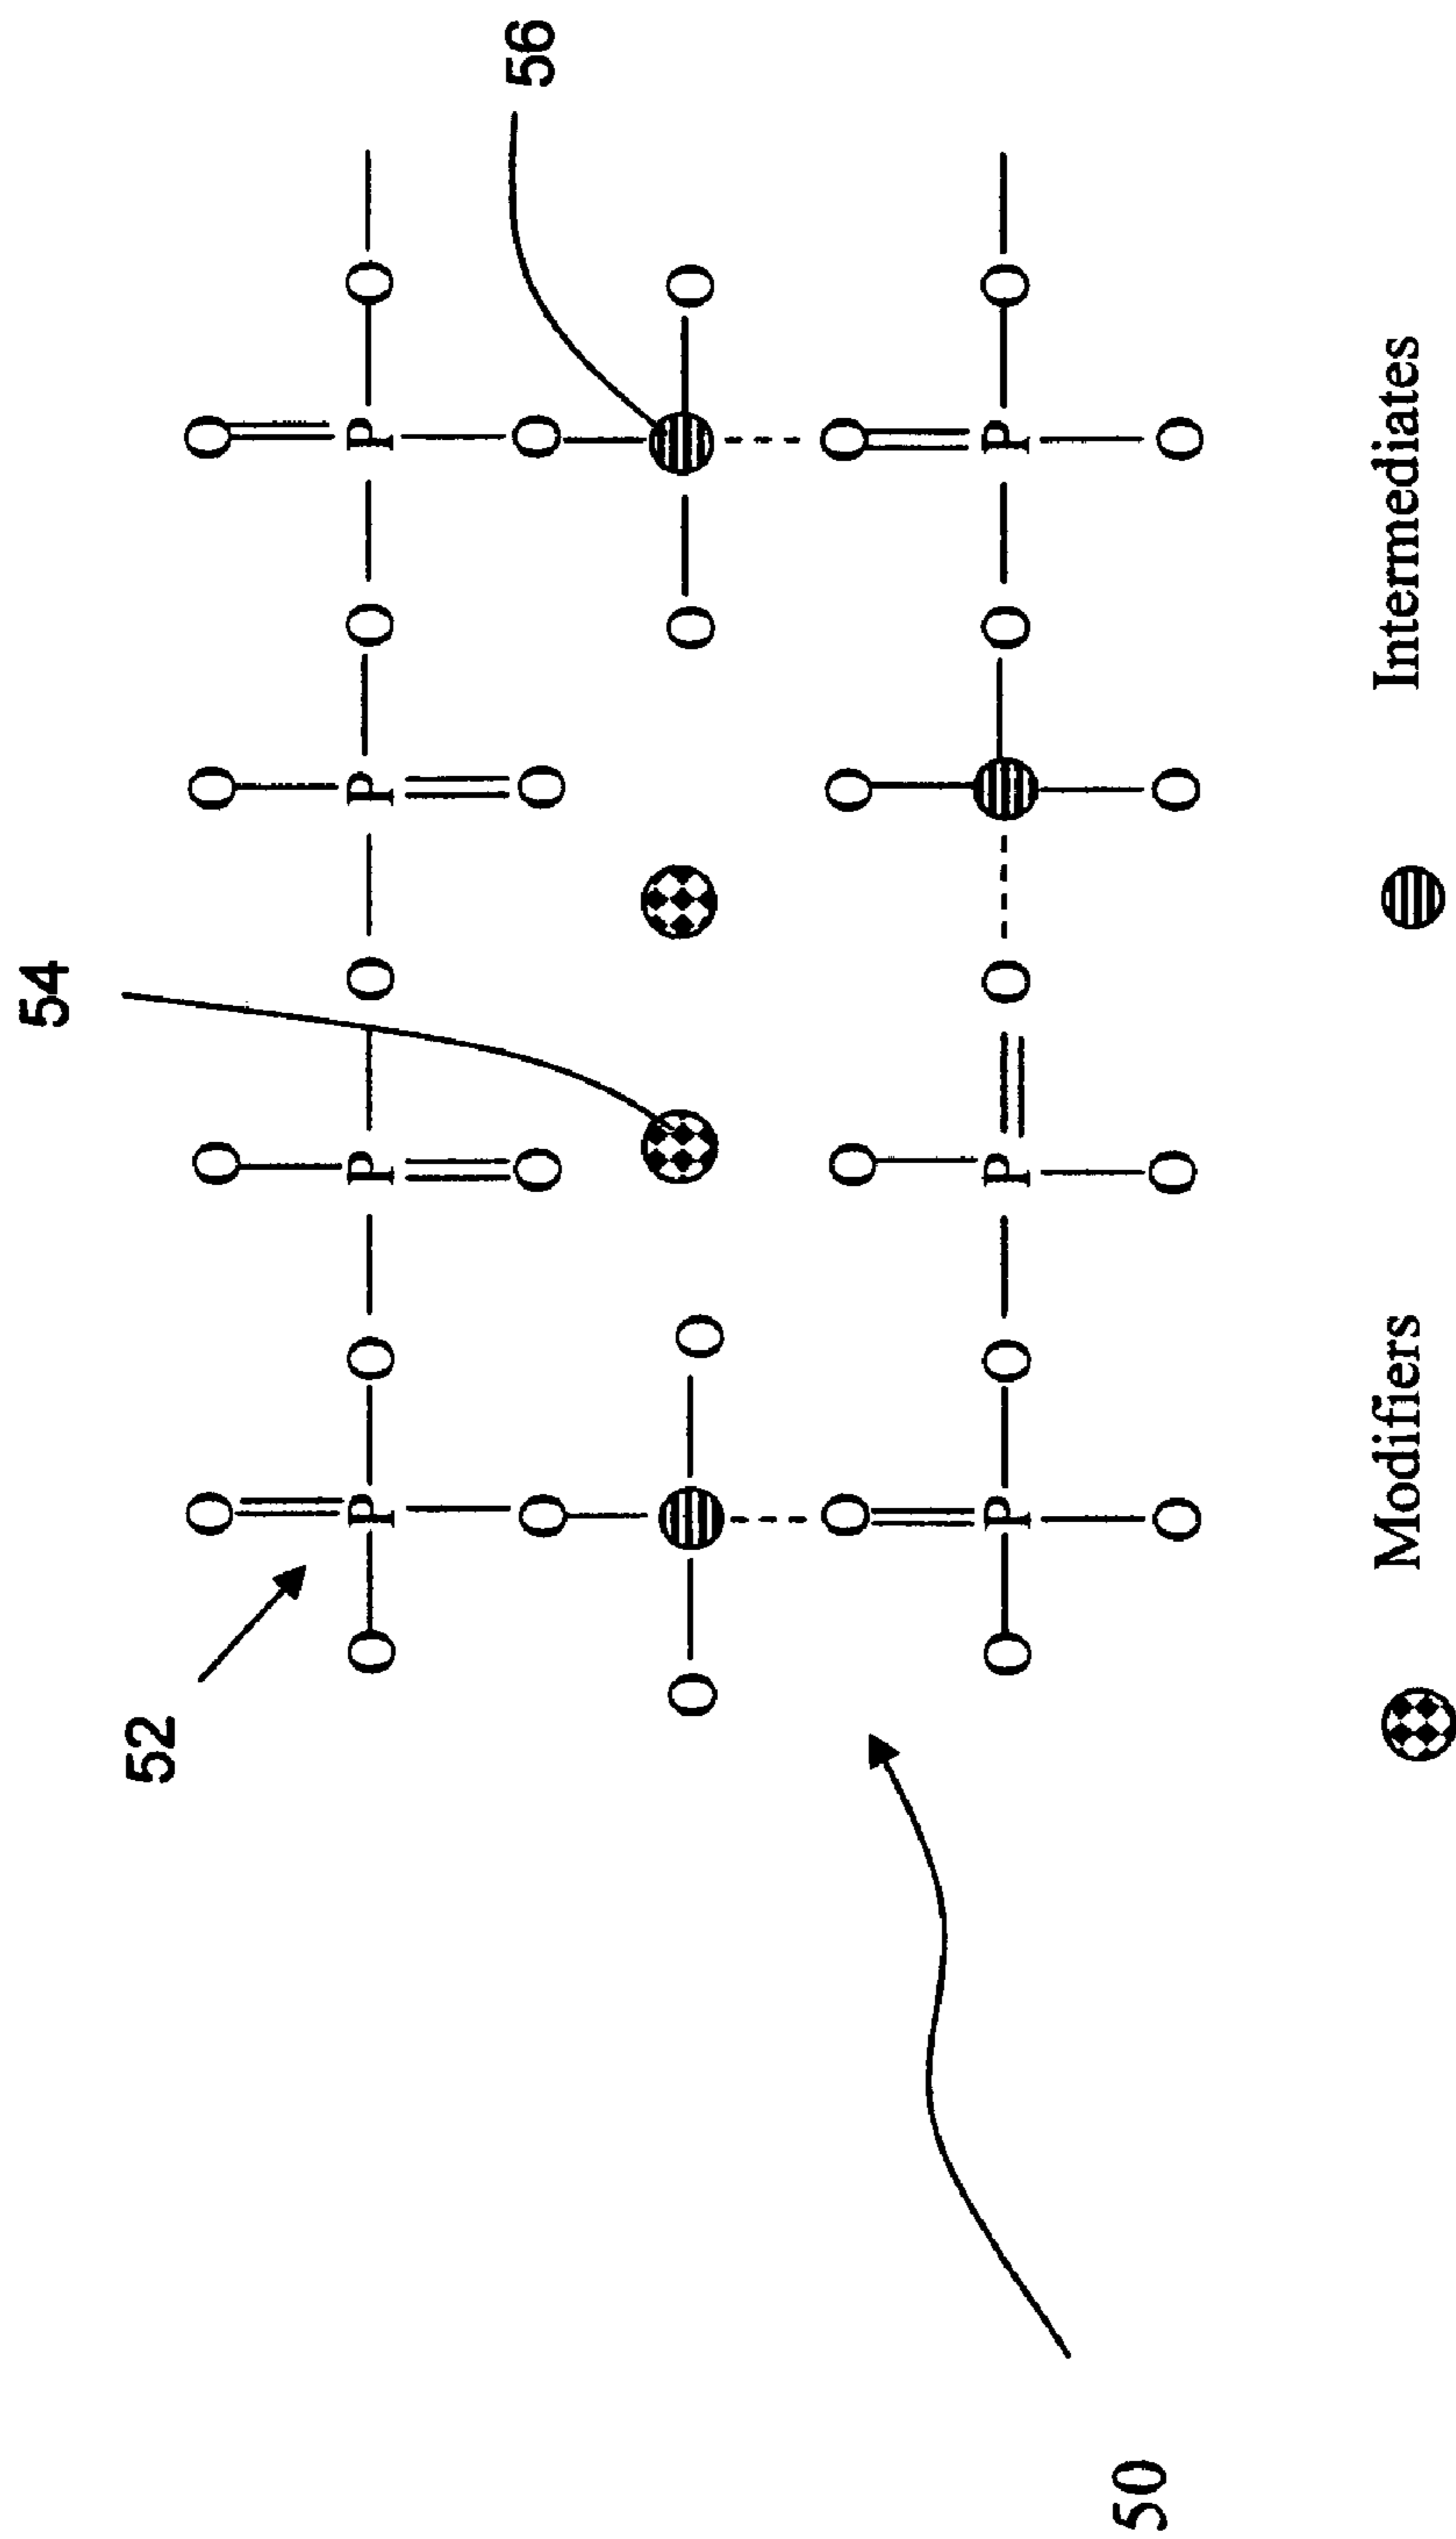 54
52
O O O O
O P O P O P O P O
O O O O
56
O O O O
O O O O
O P O P O O P O
O O O O
50
Modifiers Intermediates